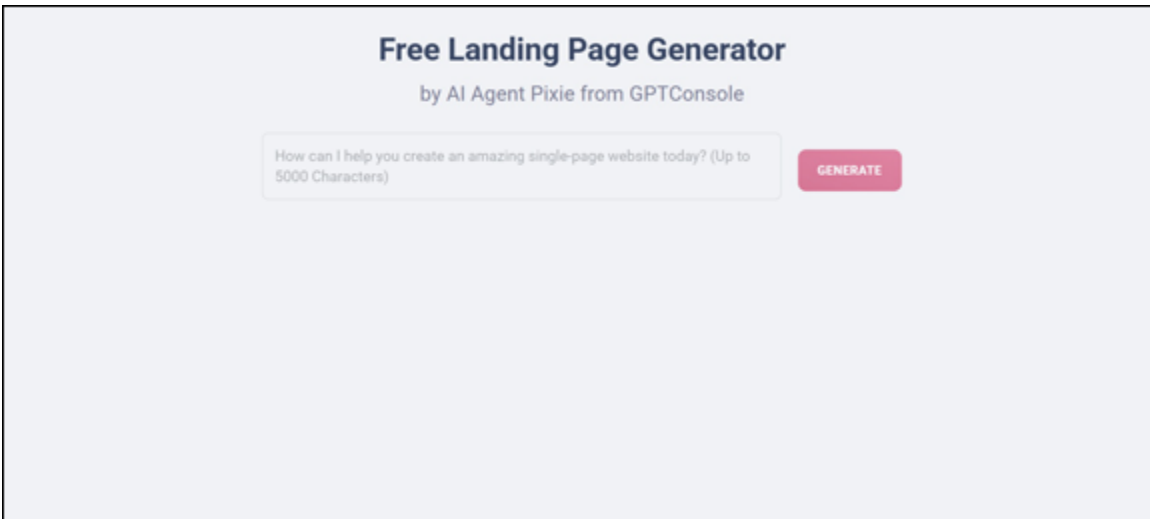 Free Landing Page Generator
by AI Agent Pixie from GPTConsole
How can I help you create an amazing single-page website today? (Up to
5000 Characters)
GENERATE